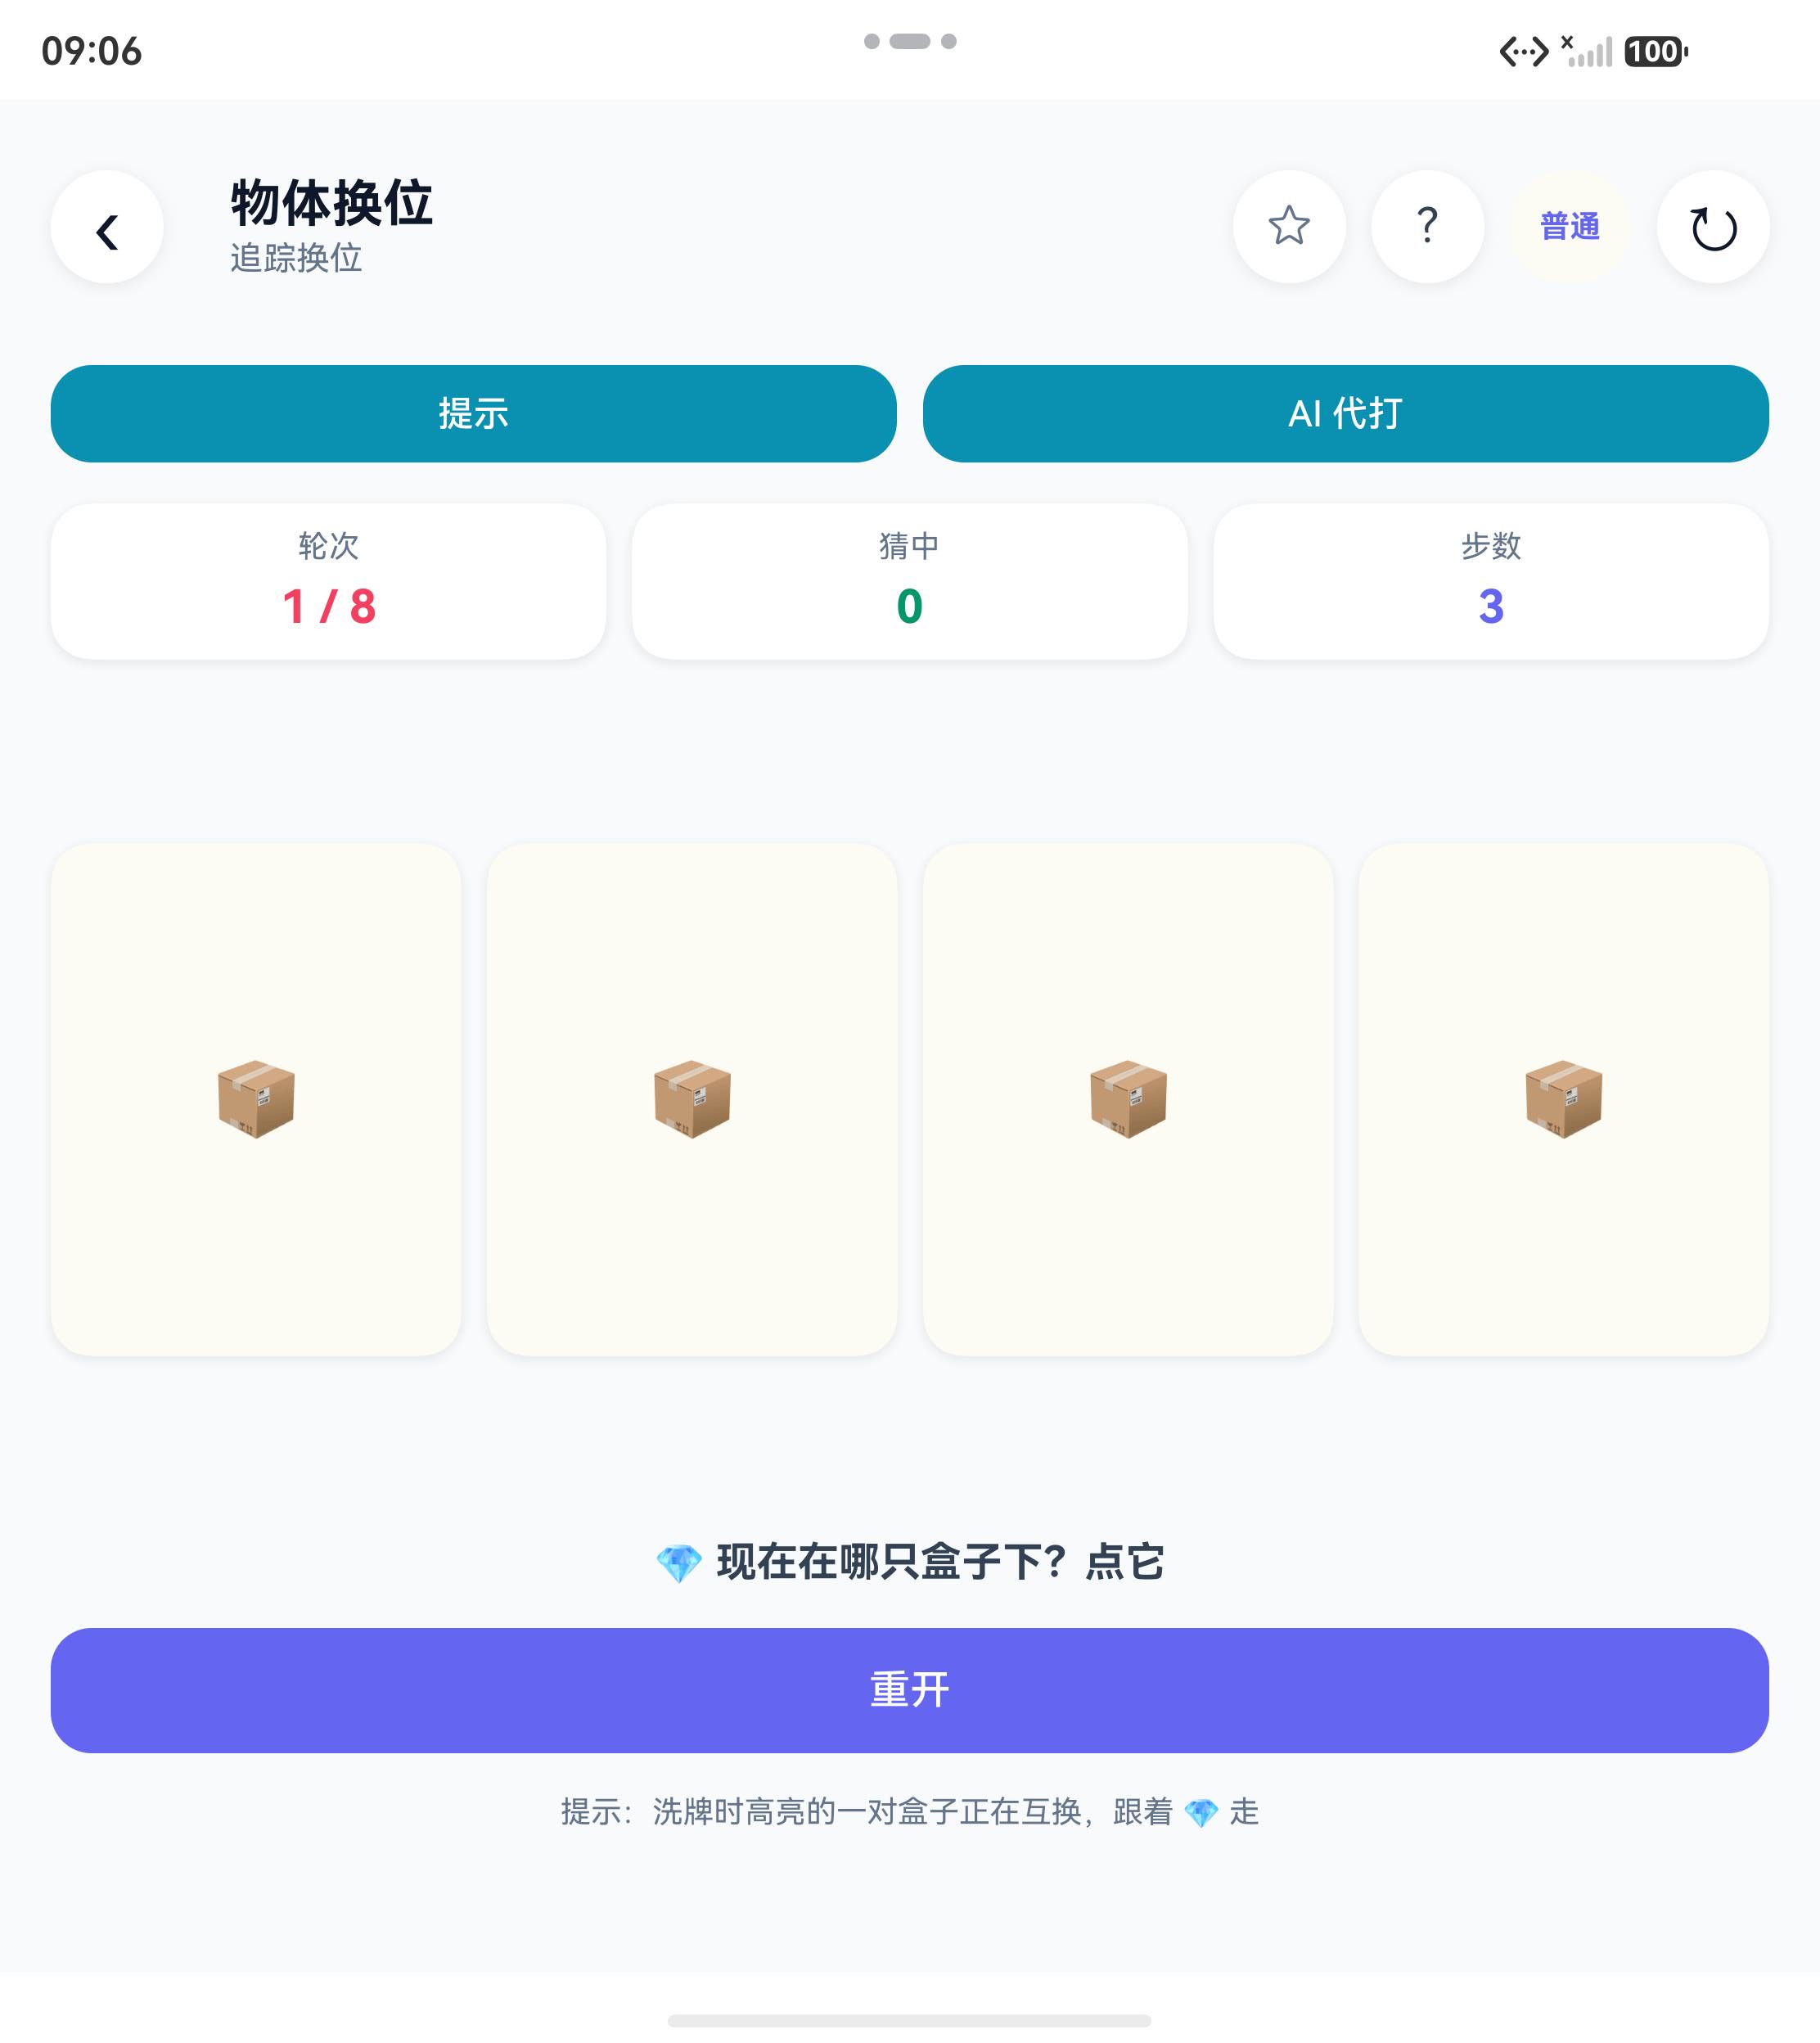 09:06
100
物体换位
追踪换位
?
普通
提示
AI 代打
轮次
1 / 8
猜中
0
步数
3
💎 现在在哪只盒子下？点它
重开
提示：洗牌时高亮的一对盒子正在互换，跟着 💎 走